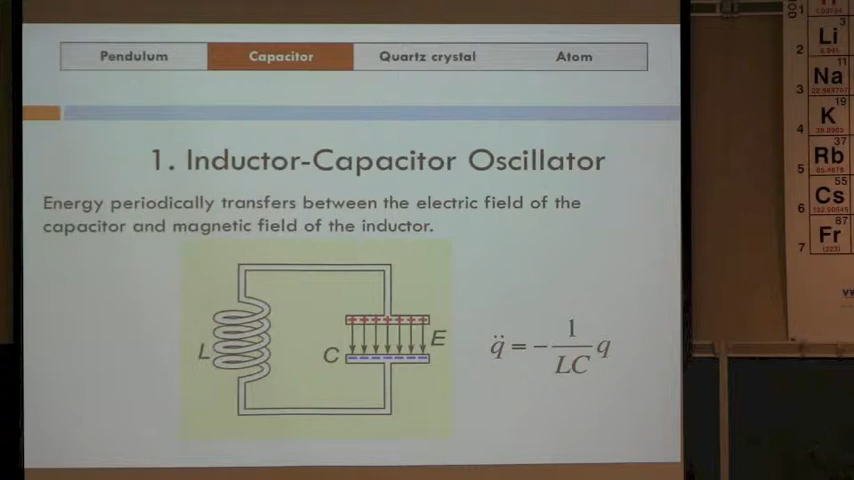 Pendulum Capacitor Quartz crystal Atom
1. Inductor-Capacitor Oscillator
Energy periodically transfers between the electric field of the
capacitor and magnetic field of the inductor.
L
C
E
q̈ = - 1/LC q
1
2
3
4
5
6
7
3
Li
11
Na
19
K
37
Rb
55
Cs
87
Fr
(223)